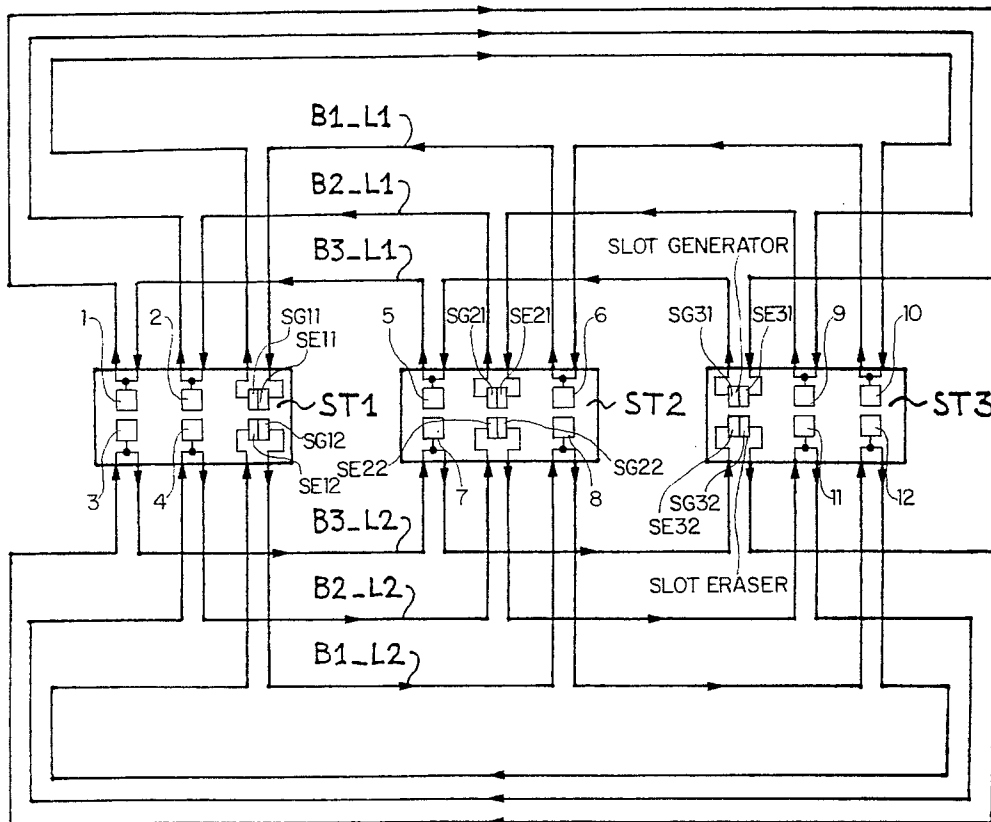 B1_L1
B2_L1
SLOT GENERATOR
B3_L1
1 2 SG11 SE11 5 SG21 SE21 6 SG31 SE31 9 10
ST1 ST2 ST3
3 4 SE12 SG12 SE22 7 8 SG22 SE32 SG32 11 12
B3_L2
SLOT ERASER
B2_L2
B1_L2